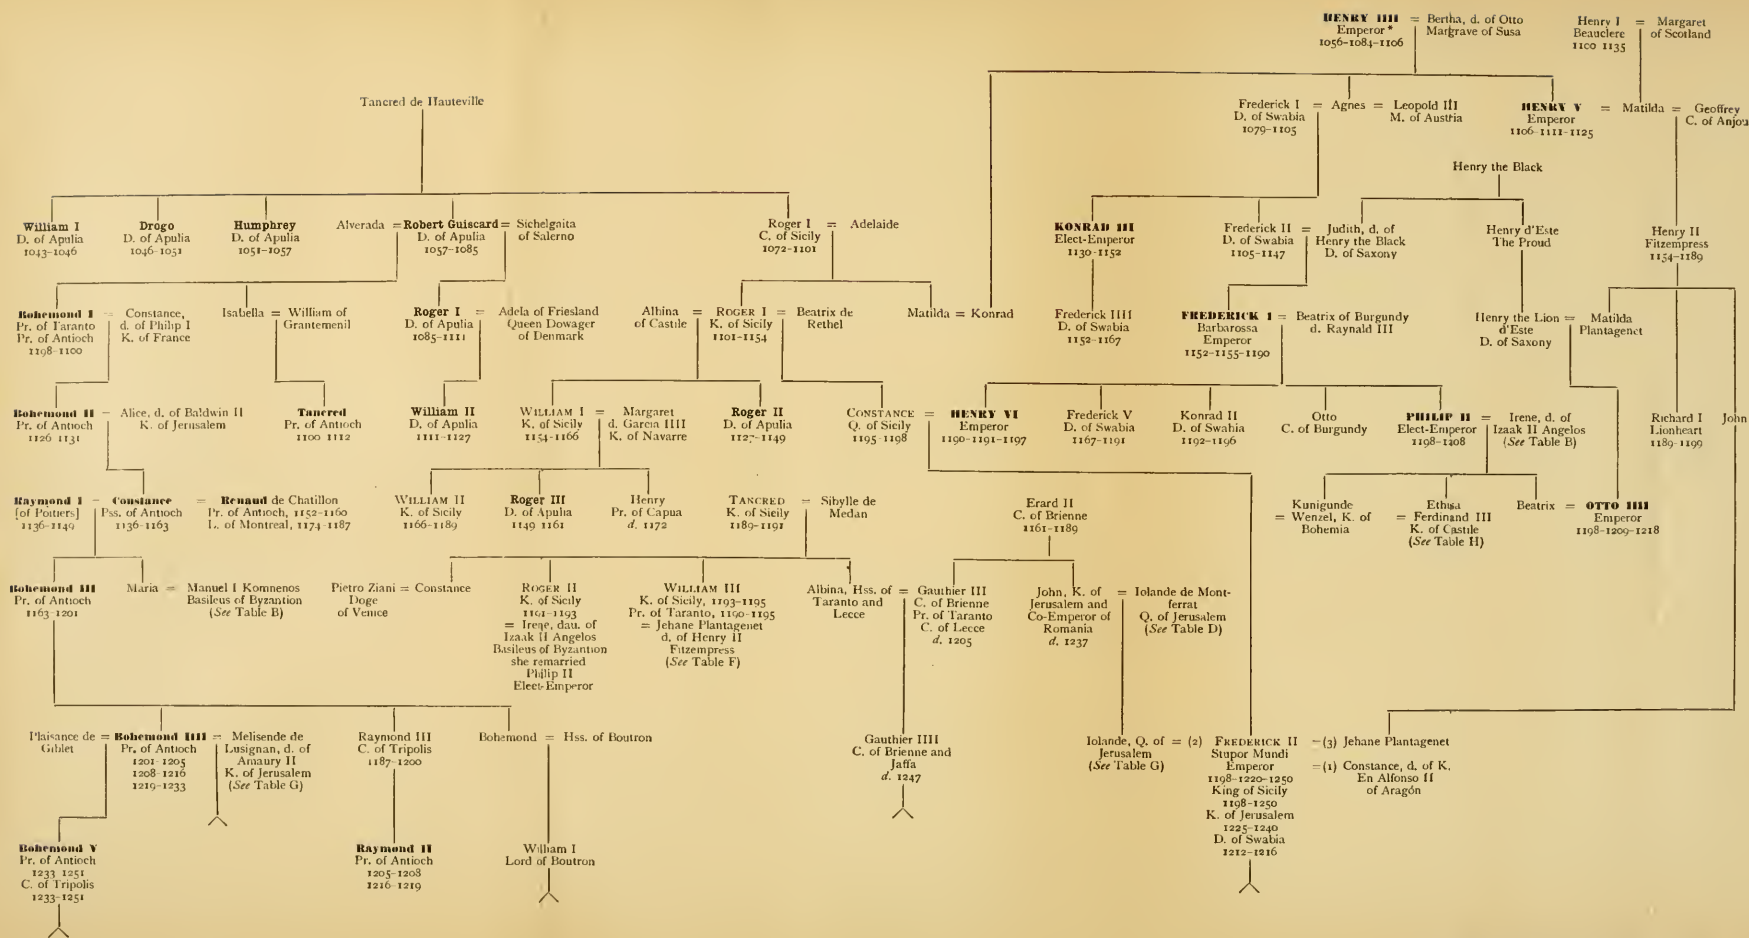 HENRY IIII = Bertha, d. of Otto
Emperor * Margrave of Susa
1056-1084-1106
Henry I = Margaret
Beauclerc of Scotland
1100 1135
Tancred de Hauteville
Frederick I = Agnes = Leopold III
D. of Swabia M. of Austria
1079-1105
HENRY V = Matilda = Geoffrey
Emperor C. of Anjou
1106-1111-1125
Henry the Black
William I
D. of Apulia
1043-1046
Drogo
D. of Apulia
1046-1051
Humphrey
D. of Apulia
1051-1057
Alverada = Robert Guiscard = Sichelgaita
D. of Apulia of Salerno
1057-1085
Roger I = Adelaide
C. of Sicily
1072-1101
KONRAD III
Elect-Emperor
1130-1152
Frederick II = Judith, d. of
D. of Swabia Henry the Black
1105-1147 D. of Saxony
Henry d'Este
The Proud
Henry II
Fitzempress
1154-1189
Bohemond I = Constance,
Pr. of Taranto d. of Philip I
Pr. of Antioch K. of France
1198-1100
Isabella = William of
Grantemenil
Roger I = Adela of Friesland
D. of Apulia Queen Dowager
1085-1111 of Denmark
Albina = ROGER I = Beatrix de
of Castile K. of Sicily Rethel
1101-1154
Matilda = Konrad
Frederick IIII
D. of Swabia
1152-1167
FREDERICK I = Beatrix of Burgundy
Barbarossa d. Raynald III
Emperor
1152-1155-1190
Henry the Lion = Matilda
d'Este Plantagenet
D. of Saxony
Bohemond II - Alice, d. of Baldwin II
Pr. of Antioch K. of Jerusalem
1126 1131
Tancred
Pr. of Antioch
1100 1112
William II
D. of Apulia
1111-1127
WILLIAM I = Margaret
K. of Sicily d. Garcia IIII
1154-1166 K. of Navarre
Roger II
D. of Apulia
1127-1149
CONSTANCE = HENRY VI
Q. of Sicily Emperor
1195-1198 1190-1191-1197
Frederick V
D. of Swabia
1167-1191
Konrad II
D. of Swabia
1192-1196
Otto
C. of Burgundy
PHILIP II = Irene, d. of
Elect-Emperor Izaak II Angelos
1198-1208 (See Table B)
Richard I
Lionheart
1189-1199
John
Raymond I - Constance = Renaud de Chatillon
[of Poitiers] Pss. of Antioch Pr. of Antioch, 1152-1160
1136-1149 1136-1163 L. of Montreal, 1174-1187
WILLIAM II
K. of Sicily
1166-1189
Roger III
D. of Apulia
1149 1161
Henry
Pr. of Capua
d. 1172
TANCRED = Sibylle de
K. of Sicily Medan
1189-1191
Erard II
C. of Brienne
1161-1189
Kunigunde
= Wenzel, K. of
Bohemia
Ethisa
= Ferdinand III
K. of Castile
(See Table H)
Beatrix = OTTO IIII
Emperor
1198-1209-1218
Bohemond III
Pr. of Antioch
1163-1201
Maria = Manuel I Komnenos
Basileus of Byzantion
(See Table B)
Pietro Ziani = Constance
Doge
of Venice
ROGER II
K. of Sicily
1191-1193
= Irene, dau. of
Izaak II Angelos
Basileus of Byzantion
she remarried
Philip II
Elect-Emperor
WILLIAM III
K. of Sicily, 1193-1195
Pr. of Taranto, 1190-1195
= Jehane Plantagenet
d. of Henry II
Fitzempress
(See Table F)
Albina, Hss. of = Gauthier III
Taranto and C. of Brienne
Lecce Pr. of Taranto
C. of Lecce
d. 1205
John, K. of = Iolande de Mont-
Jerusalem and ferrat
Co-Emperor of Q. of Jerusalem
Romania (See Table D)
d. 1237
Plaisance de = Bohemond IIII = Melisende de
Giblet Pr. of Antioch Lusignan, d. of
1201-1205 Amaury II
1208-1216 K. of Jerusalem
1219-1233 (See Table G)
Raymond III
C. of Tripolis
1187-1200
Bohemond = Hss. of Boutron
Gauthier IIII
C. of Brienne and
Jaffa
d. 1247
Iolande, Q. of = (2) FREDERICK II -(3) Jehane Plantagenet
Jerusalem Stupor Mundi
(See Table G) Emperor =(1) Constance, d. of K.
1198-1220-1250 En Alfonso II
King of Sicily of Aragón
1198-1250
K. of Jerusalem
1225-1240
D. of Swabia
1212-1216
Bohemond V
Pr. of Antioch
1233 1251
C. of Tripolis
1233-1251
Raymond II
Pr. of Antioch
1205-1208
1216-1219
William I
Lord of Boutron